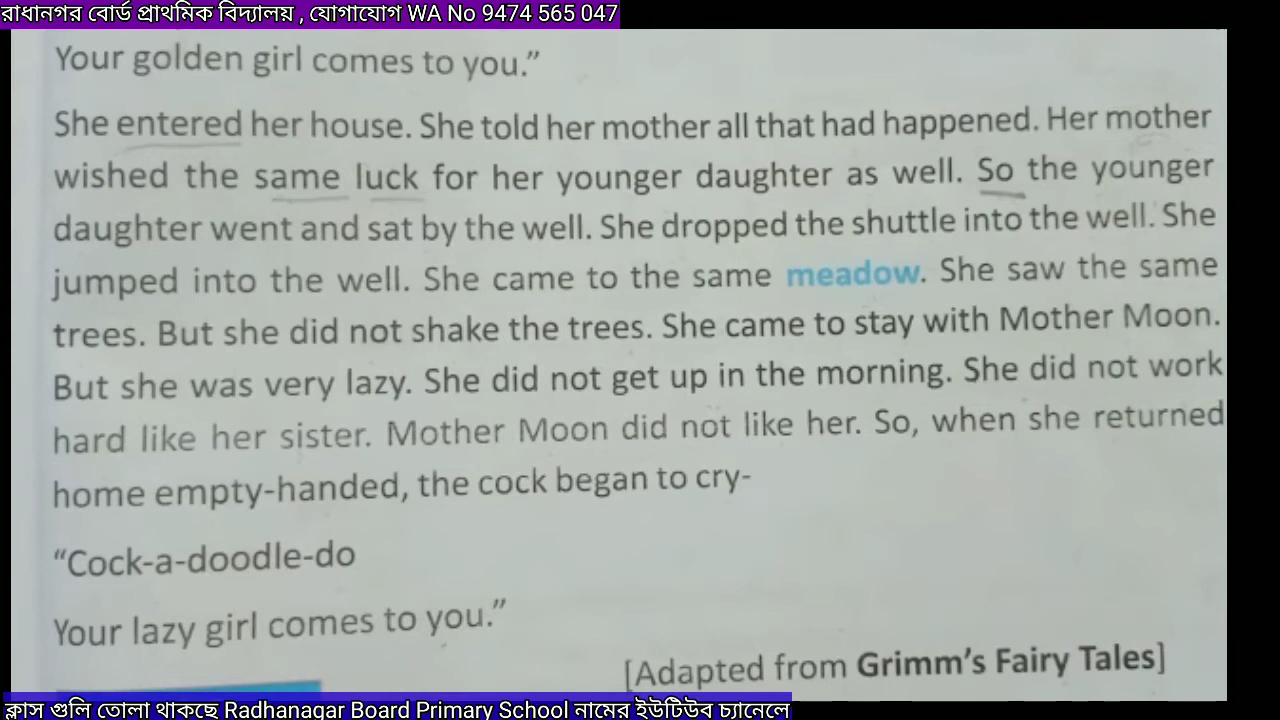 রাধানগর বোর্ড প্রাথমিক বিদ্যালয় , যোগাযোগ WA No 9474 565 047
Your golden girl comes to you.”
She entered her house. She told her mother all that had happened. Her mother
wished the same luck for her younger daughter as well. So the younger
daughter went and sat by the well. She dropped the shuttle into the well. She
jumped into the well. She came to the same meadow. She saw the same
trees. But she did not shake the trees. She came to stay with Mother Moon.
But she was very lazy. She did not get up in the morning. She did not work
hard like her sister. Mother Moon did not like her. So, when she returned
home empty-handed, the cock began to cry-
“Cock-a-doodle-do
Your lazy girl comes to you.”
[Adapted from Grimm’s Fairy Tales]
ক্লাস গুলি তোলা থাকছে Radhanagar Board Primary School নামের ইউটিউব চ্যানেলে